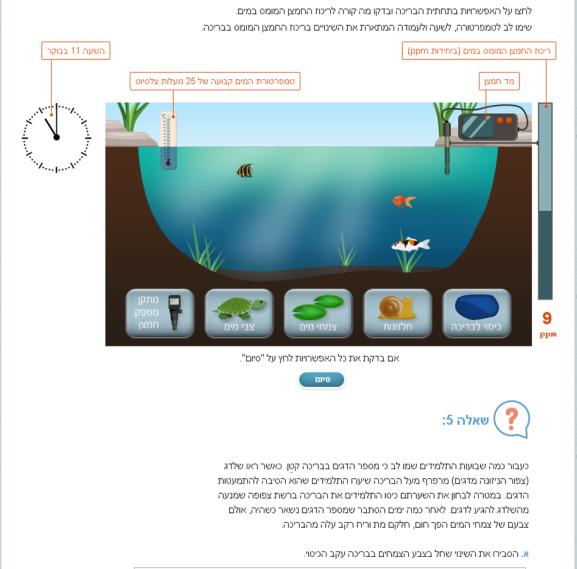 לחצו על האפשרויות בתחתית הבריכה ובדקו מה קורה לריכוז החמצן המומס במים.
שימו לב לטמפרטורה, לשעה ולעמודה המתארת את השינויים בריכוז החמצן המומס בבריכה.
ריכוז החמצן המומס במים (ביחידות ppm)
השעה 11 בבוקר
מד חמצן
טמפרטורת המים קבועה של 25 מעלות צלסיוס
כיסוי לבריכה
חלזונות
צמחי מים
צבי מים
מתקן
מספק
חמצן
9
ppm
אם בדקת את כל האפשרויות לחץ על "סיום".
סיום
שאלה 5:
כעבור כמה שבועות התלמידים שמו לב כי מספר הדגים בבריכה קטֵן. כאשר ראו שלדג
(צפור הניזונה מדגים) מרפרף מעל הבריכה שיערו התלמידים שהוא הסיבה להתמעטות
הדגים. במטרה לבחון את השערתם כיסו התלמידים את הבריכה ברשת צפופה שמנעה
מהשלדג להגיע לדגים. לאחר כמה ימים הסתבר שמספר הדגים נשאר כשהיה, אולם
צבעם של צמחי המים הפך חום, חלקם מת וריח רקב עלה מהבריכה.
א. הסבירו את השינוי שחל בצבע הצמחים בבריכה עקב הכיסוי.